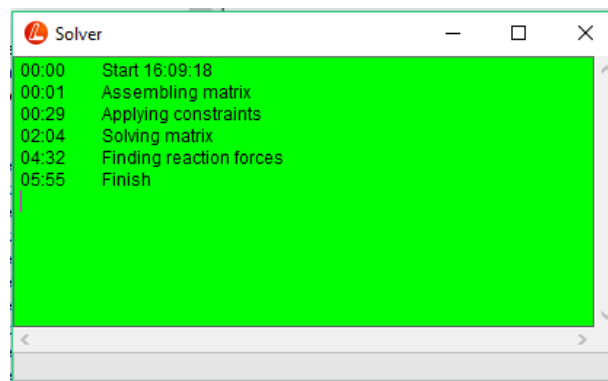 Solver
00:00 Start 16:09:18
00:01 Assembling matrix
00:29 Applying constraints
02:04 Solving matrix
04:32 Finding reaction forces
05:55 Finish